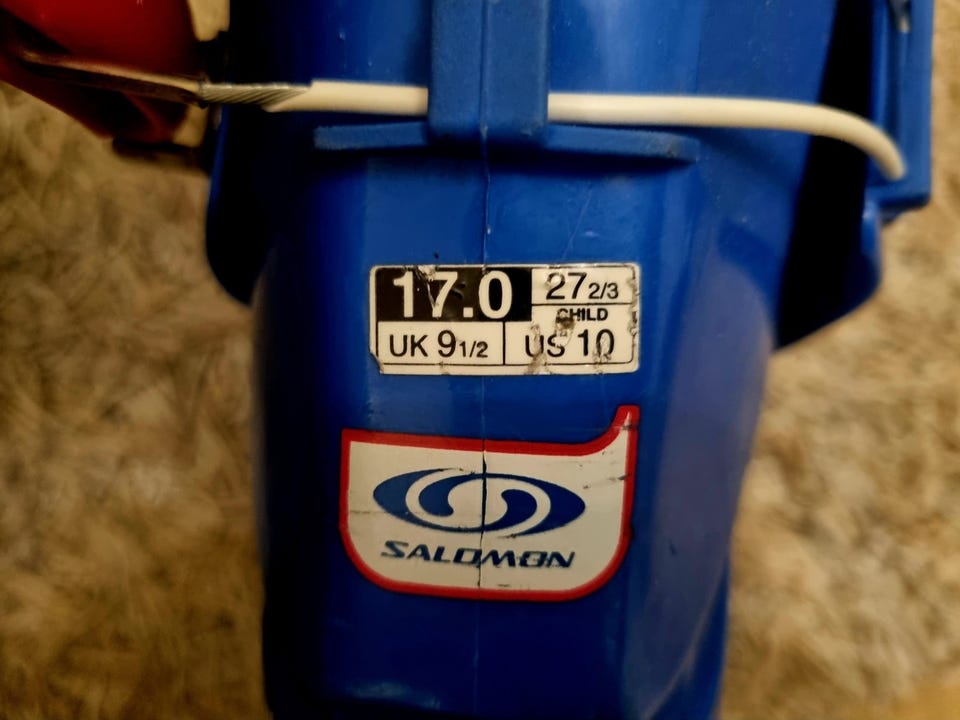 17.0 27 2/3
CHILD
UK 9 1/2 US 10
SALOMON